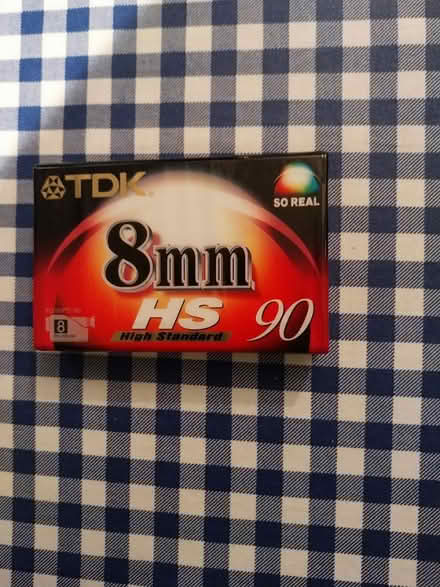 TDK
SO REAL
8mm
HS
High Standard
90
8